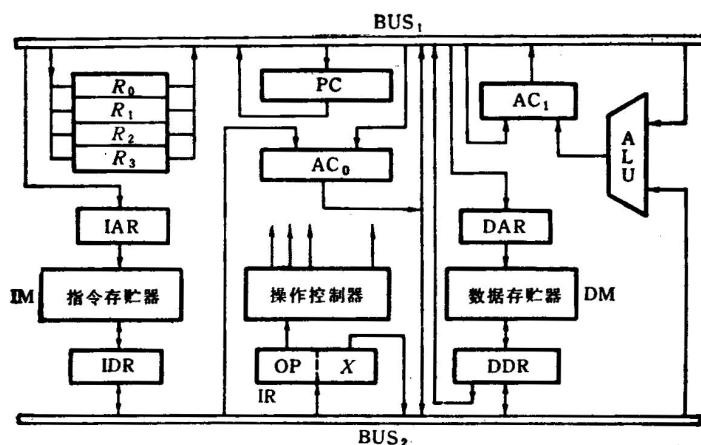 BUS₁
R₀
R₁
R₂
R₃
PC
AC₀
AC₁
ALU
IAR
DAR
IM
指令存贮器
操作控制器
数据存贮器
DM
IDR
OP
X
IR
DDR
BUS₂